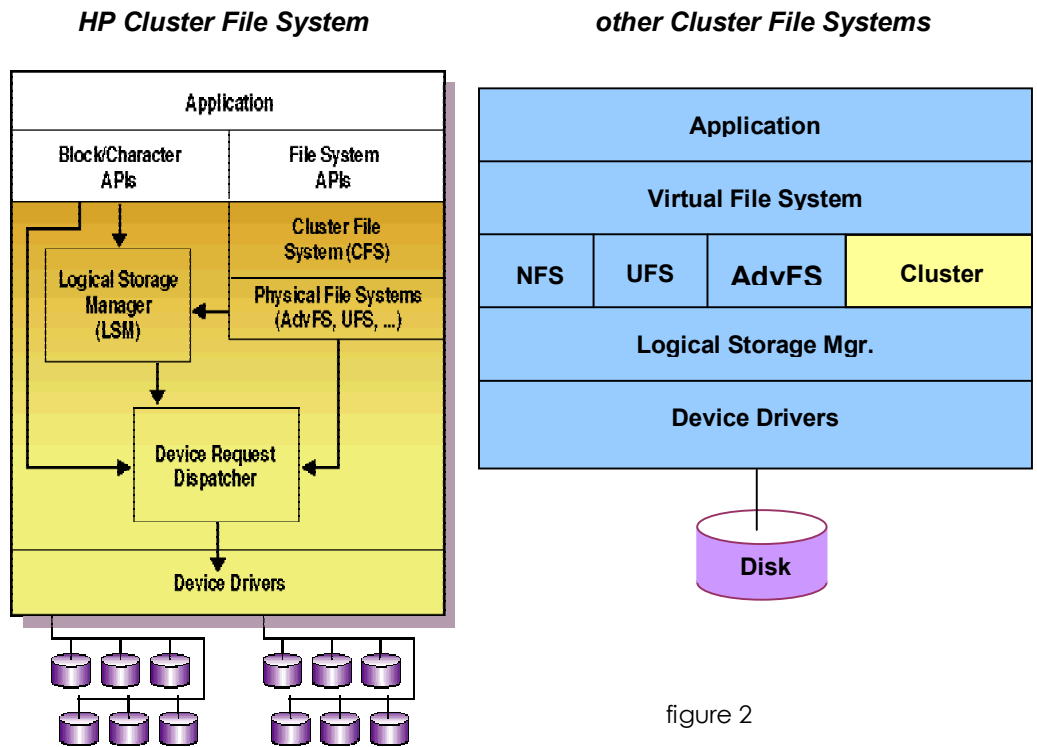 HP Cluster File System
other Cluster File Systems
Application
Block/Character
APIs
File System
APIs
Cluster File
System (CFS)
Logical Storage
Manager
(LSM)
Physical File Systems
(AdvFS, UFS, ...)
Device Request
Dispatcher
Device Drivers
Application
Virtual File System
NFS
UFS
AdvFS
Cluster
Logical Storage Mgr.
Device Drivers
Disk
figure 2